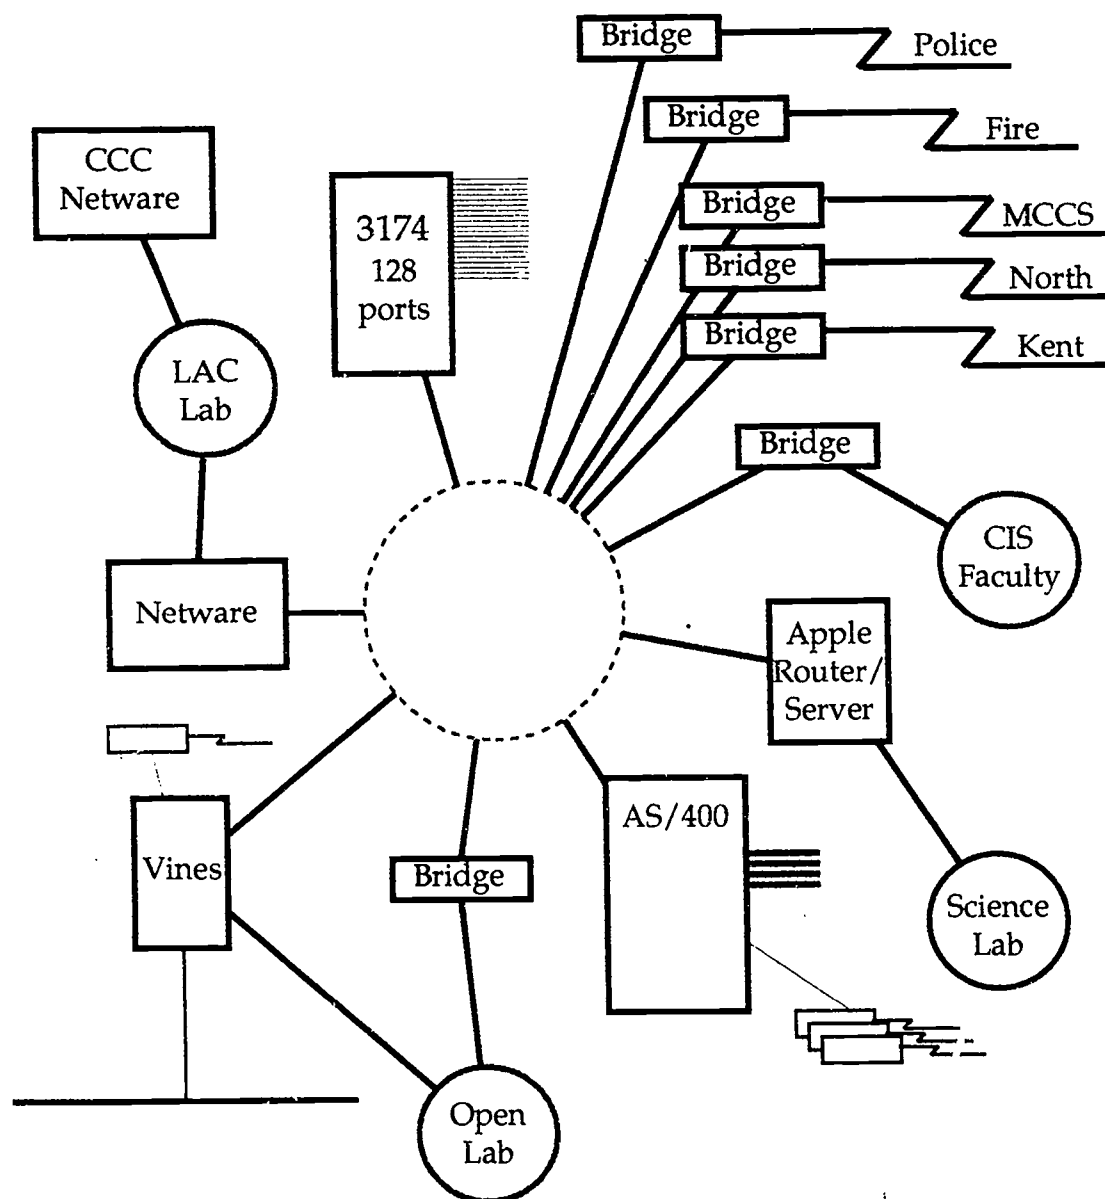 Bridge
Police
Bridge
Fire
CCC
Netware
Bridge
MCCS
3174
128
ports
Bridge
North
Bridge
Kent
LAC
Lab
Bridge
CIS
Faculty
Netware
Apple
Router/
Server
AS/400
Vines
Bridge
Science
Lab
Open
Lab